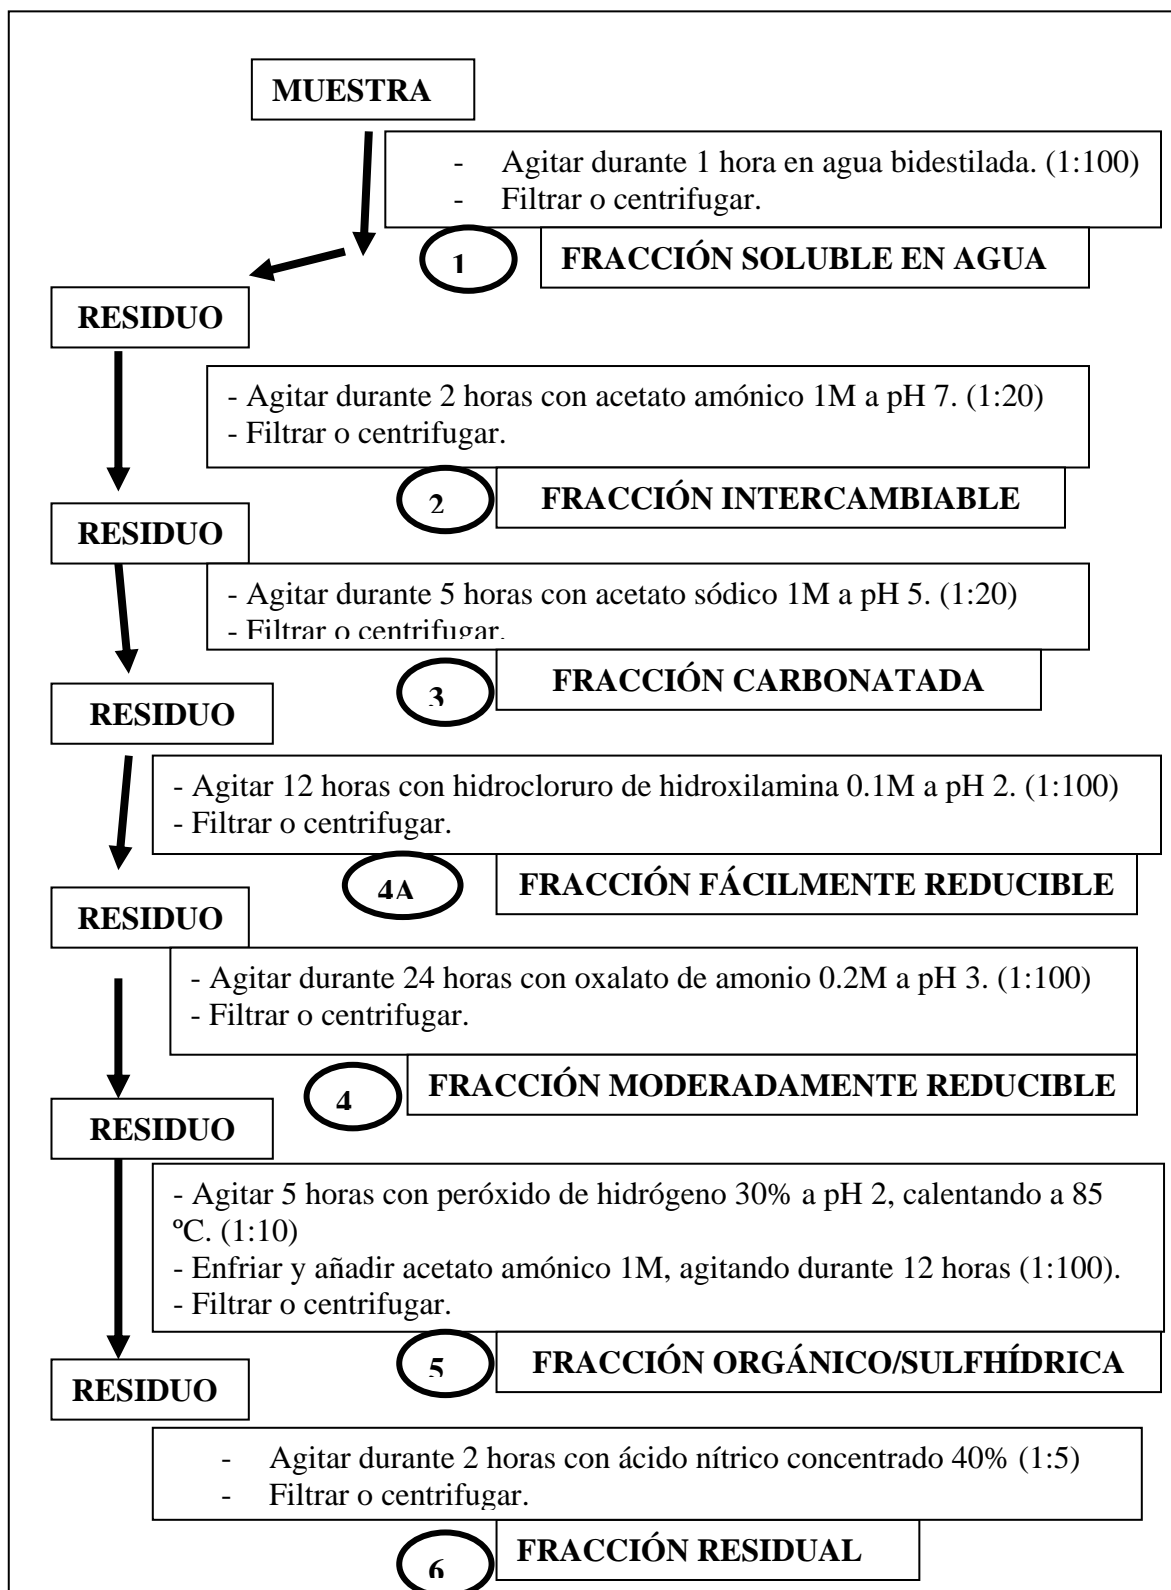 MUESTRA
- Agitar durante 1 hora en agua bidestilada. (1:100)
- Filtrar o centrifugar.
1
FRACCIÓN SOLUBLE EN AGUA
RESIDUO
- Agitar durante 2 horas con acetato amónico 1M a pH 7. (1:20)
- Filtrar o centrifugar.
2
FRACCIÓN INTERCAMBIABLE
RESIDUO
- Agitar durante 5 horas con acetato sódico 1M a pH 5. (1:20)
- Filtrar o centrifugar.
3
FRACCIÓN CARBONATADA
RESIDUO
- Agitar 12 horas con hidrocloruro de hidroxilamina 0.1M a pH 2. (1:100)
- Filtrar o centrifugar.
4A
FRACCIÓN FÁCILMENTE REDUCIBLE
RESIDUO
- Agitar durante 24 horas con oxalato de amonio 0.2M a pH 3. (1:100)
- Filtrar o centrifugar.
4
FRACCIÓN MODERADAMENTE REDUCIBLE
RESIDUO
- Agitar 5 horas con peróxido de hidrógeno 30% a pH 2, calentando a 85
ºC. (1:10)
- Enfriar y añadir acetato amónico 1M, agitando durante 12 horas (1:100).
- Filtrar o centrifugar.
5
FRACCIÓN ORGÁNICO/SULFHÍDRICA
RESIDUO
- Agitar durante 2 horas con ácido nítrico concentrado 40% (1:5)
- Filtrar o centrifugar.
6
FRACCIÓN RESIDUAL